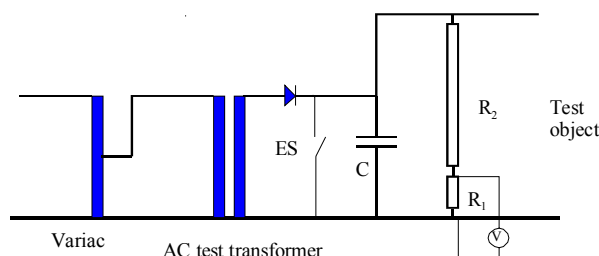 R2
Test
object
ES
C
R1
V
Variac
AC test transformer